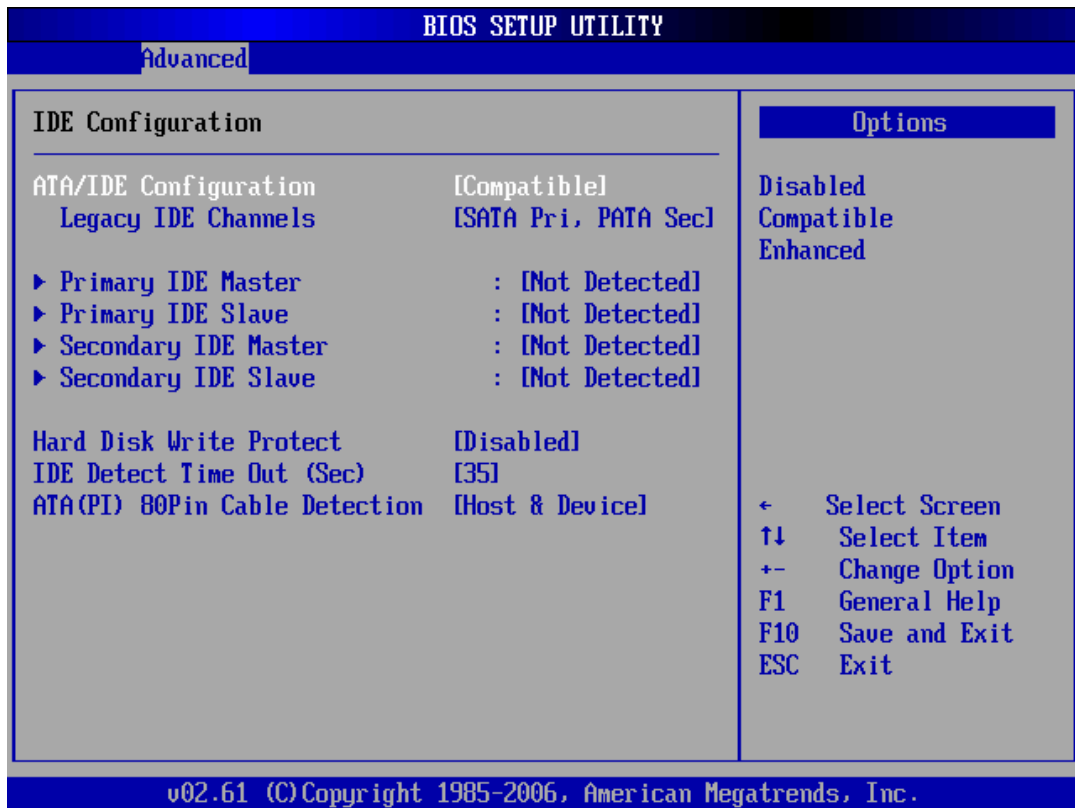 BIOS SETUP UTILITY
Advanced
IDE Configuration
ATA/IDE Configuration [Compatible]
Legacy IDE Channels [SATA Pri, PATA Sec]
▶ Primary IDE Master : [Not Detected]
▶ Primary IDE Slave : [Not Detected]
▶ Secondary IDE Master : [Not Detected]
▶ Secondary IDE Slave : [Not Detected]
Hard Disk Write Protect [Disabled]
IDE Detect Time Out (Sec) [35]
ATA(PI) 80Pin Cable Detection [Host & Device]
Options
Disabled
Compatible
Enhanced
← Select Screen
↑↓ Select Item
+- Change Option
F1 General Help
F10 Save and Exit
ESC Exit
v02.61 (C)Copyright 1985-2006, American Megatrends, Inc.